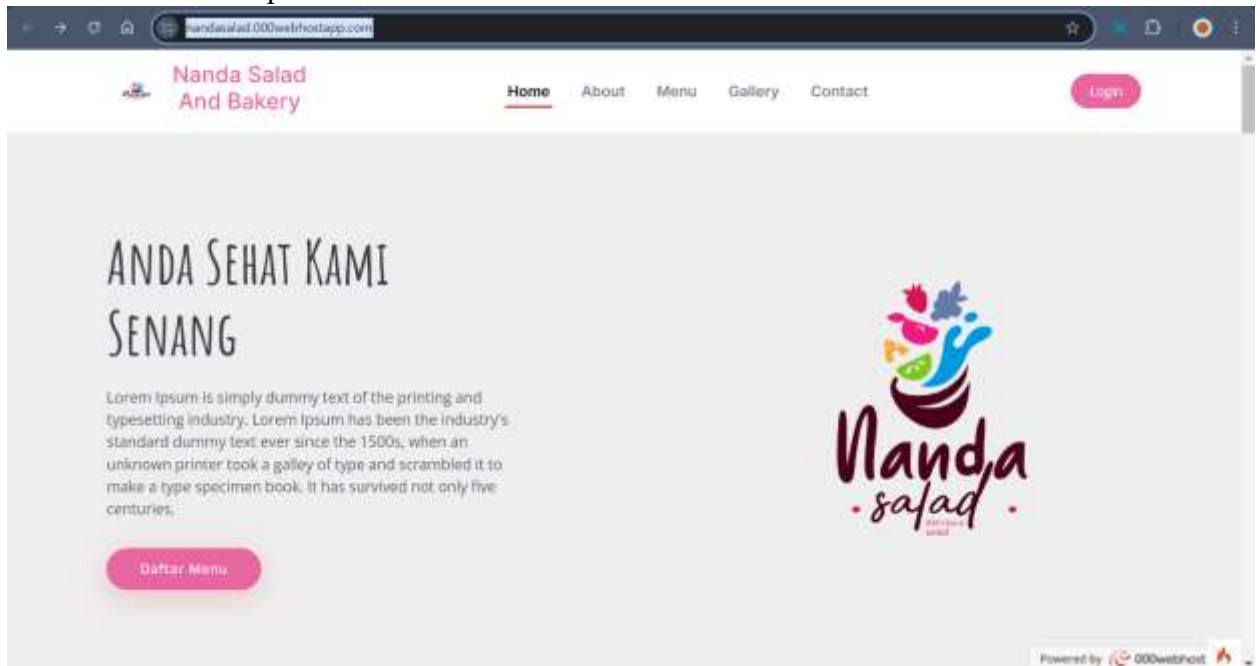 nandasalad.000webhostapp.com
Nanda Salad
And Bakery
Home About Menu Gallery Contact
Login
ANDA SEHAT KAMI
SENANG
Lorem Ipsum is simply dummy text of the printing and
typesetting industry. Lorem Ipsum has been the industry's
standard dummy text ever since the 1500s, when an
unknown printer took a galley of type and scrambled it to
make a type specimen book. It has survived not only five
centuries,
Daftar Menu
Nanda
salad
Powered by 000webhost